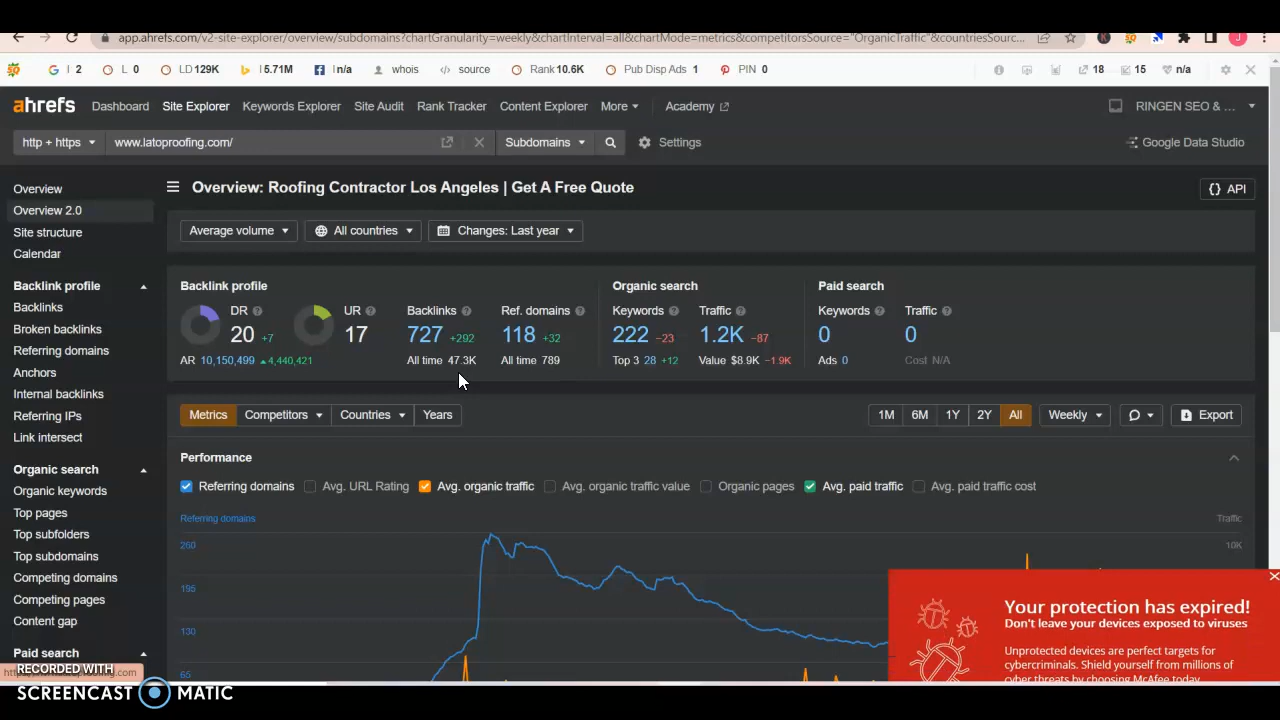 app.ahrefs.com/v2-site-explorer/overview/subdomains?chartGranularity=weekly&chartInterval=all&chartMode=metrics&competitorsSource="OrganicTraffic"&countriesSourc...
I 2 L 0 LD 129K I 5.71M I n/a whois source Rank 10.6K Pub Disp Ads 1 PIN 0 18 15 n/a
ahrefs Dashboard Site Explorer Keywords Explorer Site Audit Rank Tracker Content Explorer More Academy RINGEN SEO & ...
http + https www.latoproofing.com/ Subdomains Settings Google Data Studio
Overview
Overview 2.0
Site structure
Calendar
Backlink profile
Backlinks
Broken backlinks
Referring domains
Anchors
Internal backlinks
Referring IPs
Link intersect
Organic search
Organic keywords
Top pages
Top subfolders
Top subdomains
Competing domains
Competing pages
Content gap
Paid search
Overview: Roofing Contractor Los Angeles | Get A Free Quote {} API
Average volume All countries Changes: Last year
Backlink profile Organic search Paid search
DR UR Backlinks Ref. domains Keywords Traffic Keywords Traffic
20 +7 17 727 +292 118 +32 222 −23 1.2K −87 0 0
AR 10,150,499 4,440,421 All time 47.3K All time 789 Top 3 28 +12 Value $8.9K −1.9K Ads 0 Cost N/A
Metrics Competitors Countries Years 1M 6M 1Y 2Y All Weekly Export
Performance
Referring domains Avg. URL Rating Avg. organic traffic Avg. organic traffic value Organic pages Avg. paid traffic Avg. paid traffic cost
Referring domains Traffic
260 10K
195
130
65
Your protection has expired!
Don't leave your devices exposed to viruses
Unprotected devices are perfect targets for
cybercriminals. Shield yourself from millions of
cyber threats by choosing McAfee today
RECORDED WITH
SCREENCAST MATIC